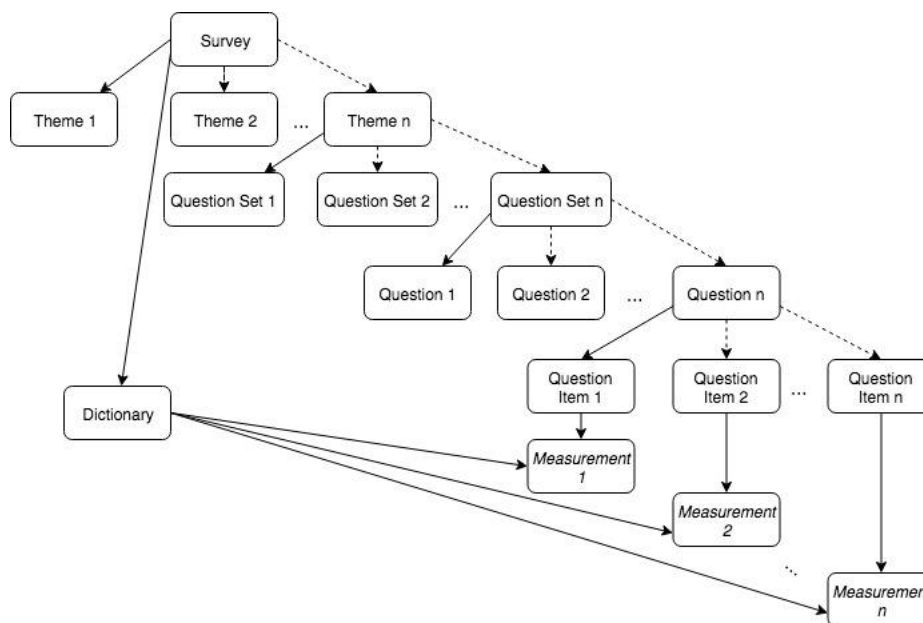 Survey
Theme 1
Theme 2
...
Theme n
Question Set 1
Question Set 2
...
Question Set n
Question 1
Question 2
...
Question n
Question
Item 1
Question
Item 2
...
Question
Item n
Dictionary
Measurement
1
Measurement
2
...
Measurement
n